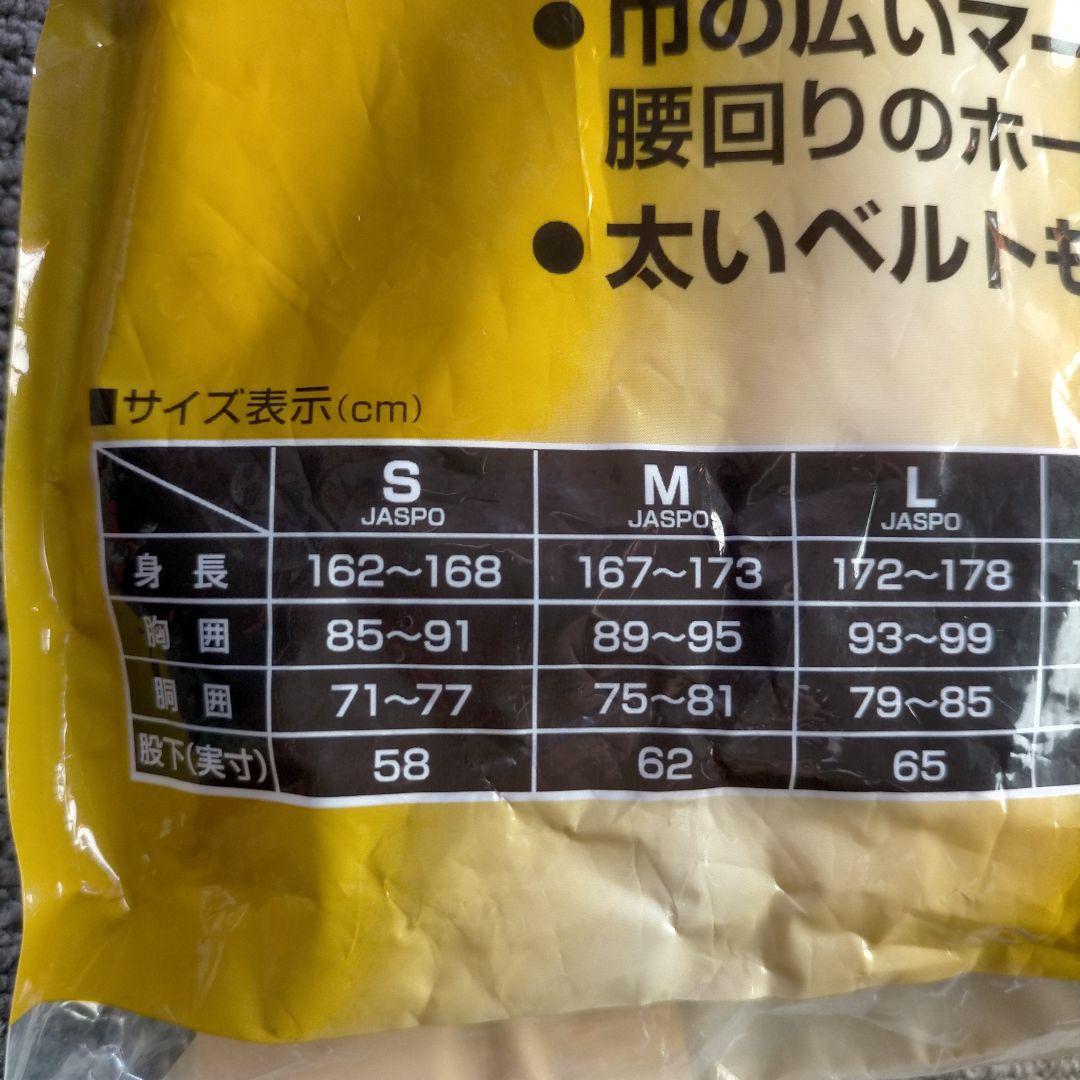 ●巾の広いマー
腰回りのホー
●太いベルトも
■サイズ表示(cm)
S M L
JASPO JASPO JASPO
身長 162〜168 167〜173 172〜178 1
胸囲 85〜91 89〜95 93〜99
胴囲 71〜77 75〜81 79〜85
股下(実寸) 58 62 65